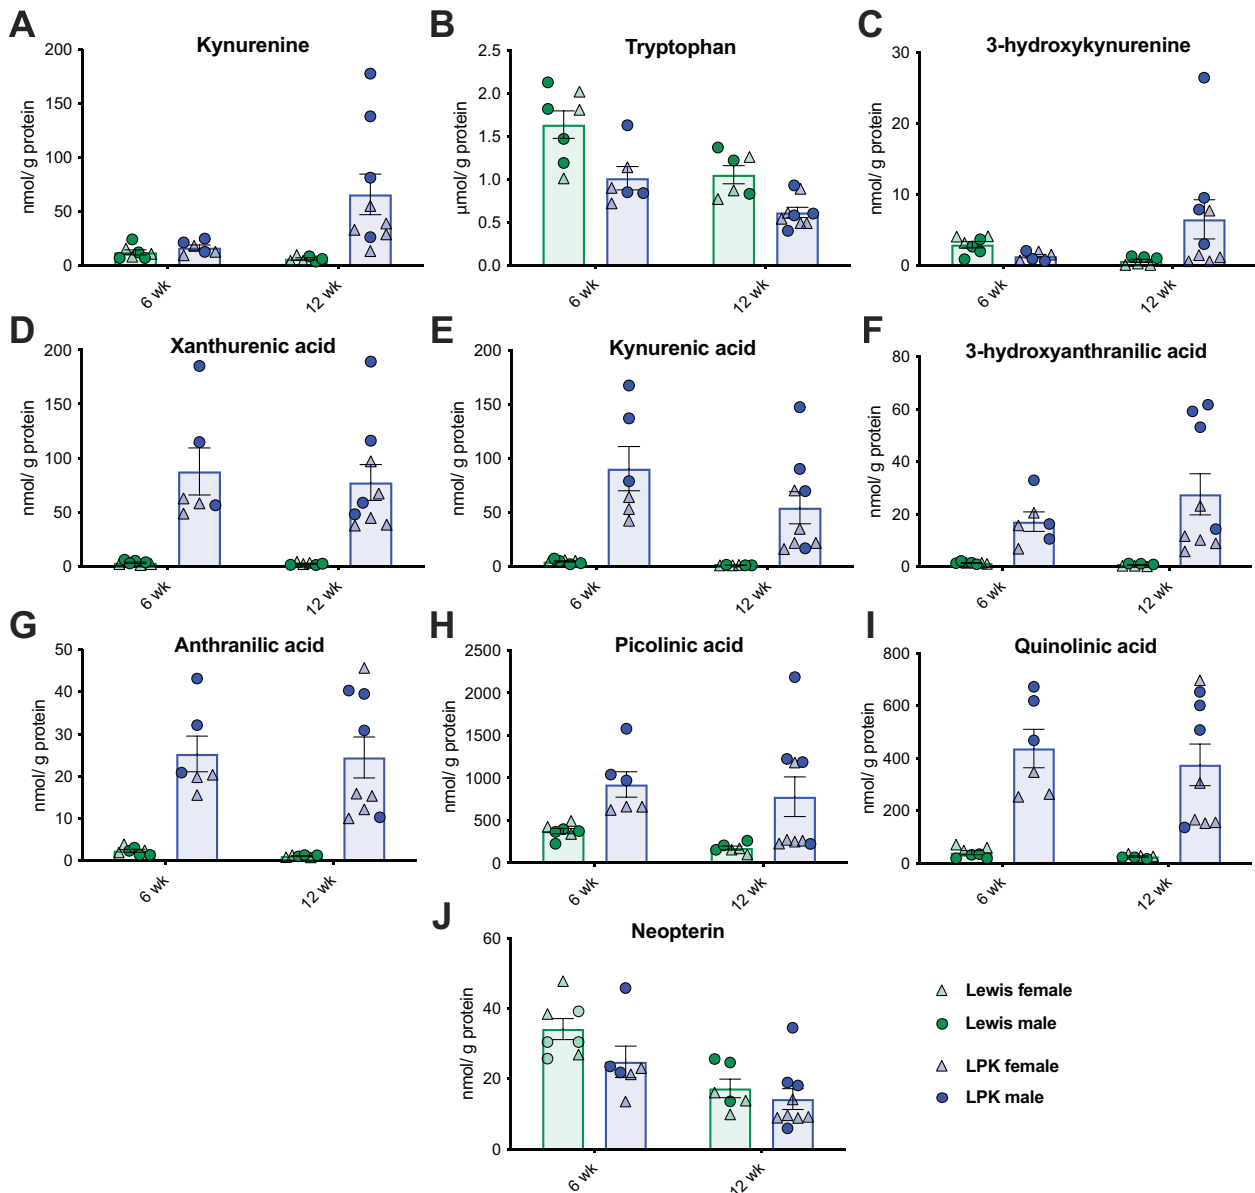 A
Kynurenine
200
150
100
50
0
nmol/ g protein
6 wk
12 wk
B
Tryptophan
2.5
2.0
1.5
1.0
0.5
0.0
µmol/ g protein
6 wk
12 wk
C
3-hydroxykynurenine
30
20
10
0
nmol/ g protein
6 wk
12 wk
D
Xanthurenic acid
200
150
100
50
0
nmol/ g protein
6 wk
12 wk
E
Kynurenic acid
200
150
100
50
0
nmol/ g protein
6 wk
12 wk
F
3-hydroxyanthranilic acid
80
60
40
20
0
nmol/ g protein
6 wk
12 wk
G
Anthranilic acid
50
40
30
20
10
0
nmol/ g protein
6 wk
12 wk
H
Picolinic acid
2500
2000
1500
1000
500
0
nmol/ g protein
6 wk
12 wk
I
Quinolinic acid
800
600
400
200
0
nmol/ g protein
6 wk
12 wk
J
Neopterin
60
40
20
0
nmol/ g protein
6 wk
12 wk
Lewis female
Lewis male
LPK female
LPK male